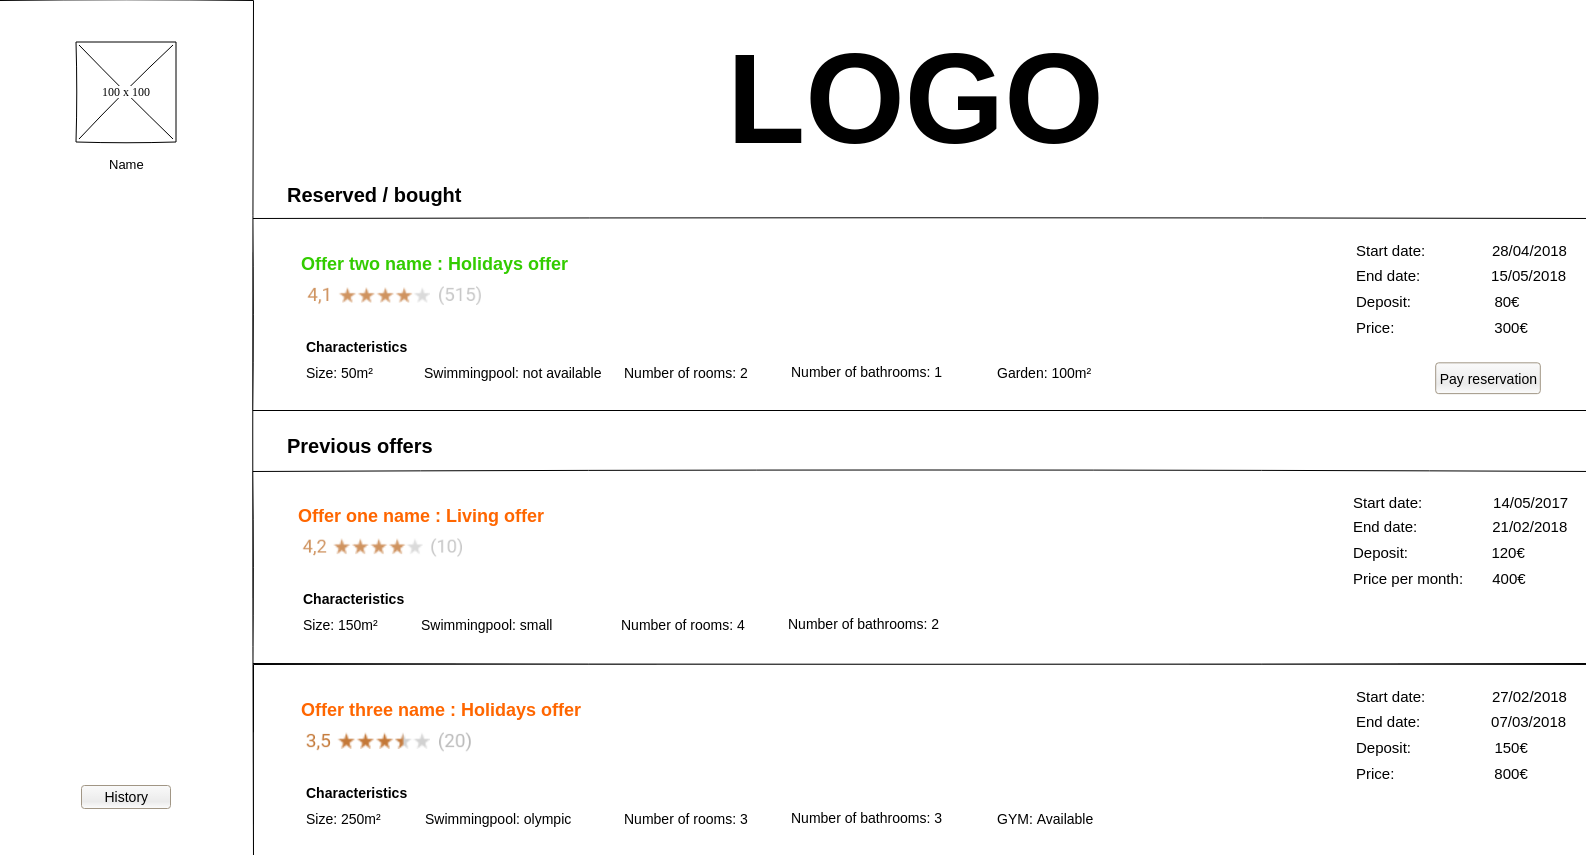 100 x 100
Name
History
LOGO
Reserved / bought
Offer two name : Holidays offer
4,1 ★★★★★ (515)
Characteristics
Size: 50m² Swimmingpool: not available Number of rooms: 2 Number of bathrooms: 1 Garden: 100m²
Start date: 28/04/2018
End date: 15/05/2018
Deposit: 80€
Price: 300€
Pay reservation
Previous offers
Offer one name : Living offer
4,2 ★★★★★ (10)
Characteristics
Size: 150m² Swimmingpool: small Number of rooms: 4 Number of bathrooms: 2
Start date: 14/05/2017
End date: 21/02/2018
Deposit: 120€
Price per month: 400€
Offer three name : Holidays offer
3,5 ★★★★★ (20)
Characteristics
Size: 250m² Swimmingpool: olympic Number of rooms: 3 Number of bathrooms: 3 GYM: Available
Start date: 27/02/2018
End date: 07/03/2018
Deposit: 150€
Price: 800€